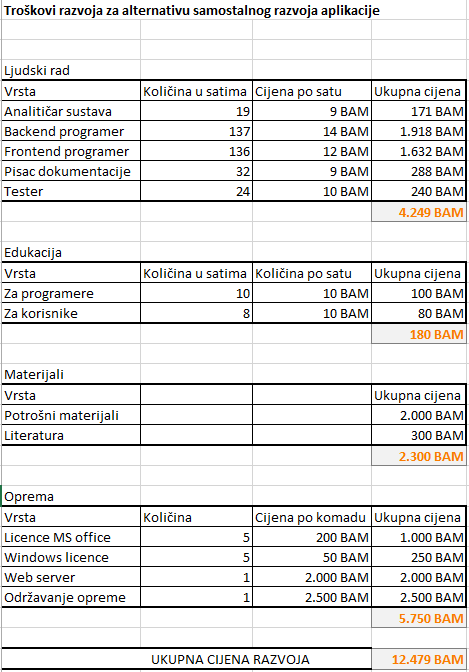 Troškovi razvoja za alternativu samostalnog razvoja aplikacije
Ljudski rad
Vrsta Količina u satima Cijena po satu Ukupna cijena
Analitičar sustava 19 9 BAM 171 BAM
Backend programer 137 14 BAM 1.918 BAM
Frontend programer 136 12 BAM 1.632 BAM
Pisac dokumentacije 32 9 BAM 288 BAM
Tester 24 10 BAM 240 BAM
4.249 BAM
Edukacija
Vrsta Količina u satima Količina po satu Ukupna cijena
Za programere 10 10 BAM 100 BAM
Za korisnike 8 10 BAM 80 BAM
180 BAM
Materijali
Vrsta Ukupna cijena
Potrošni materijali 2.000 BAM
Literatura 300 BAM
2.300 BAM
Oprema
Vrsta Količina Cijena po komadu Ukupna cijena
Licence MS office 5 200 BAM 1.000 BAM
Windows licence 5 50 BAM 250 BAM
Web server 1 2.000 BAM 2.000 BAM
Održavanje opreme 1 2.500 BAM 2.500 BAM
5.750 BAM
UKUPNA CIJENA RAZVOJA 12.479 BAM